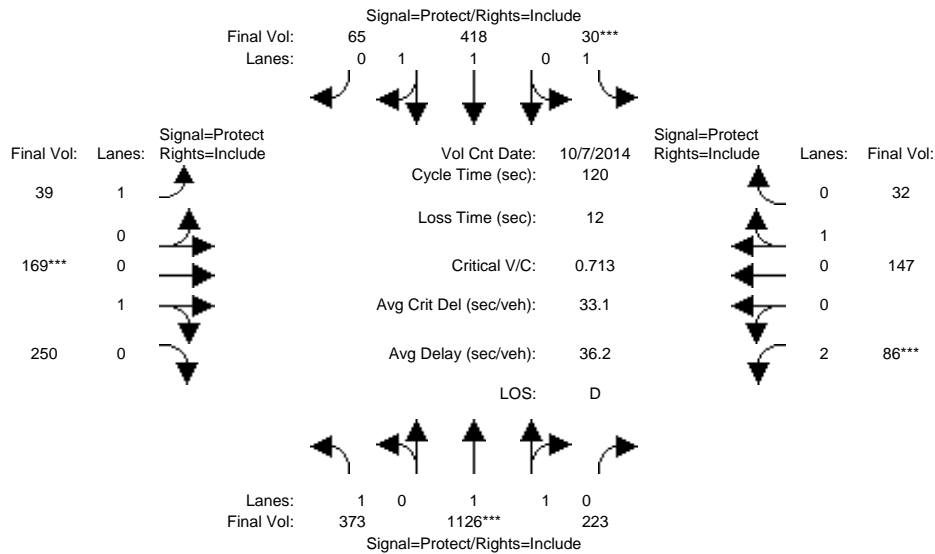 Signal=Protect/Rights=Include
Final Vol: 65 418 30***
Lanes: 0 1 1 0 1
Signal=Protect Signal=Protect
Final Vol: Lanes: Rights=Include Vol Cnt Date: 10/7/2014 Rights=Include Lanes: Final Vol:
Cycle Time (sec): 120
39 1 0 32
Loss Time (sec): 12
0 1
169*** 0 Critical V/C: 0.713 0 147
1 Avg Crit Del (sec/veh): 33.1 0
250 0 Avg Delay (sec/veh): 36.2 2 86***
LOS: D
Lanes: 1 0 1 1 0
Final Vol: 373 1126*** 223
Signal=Protect/Rights=Include